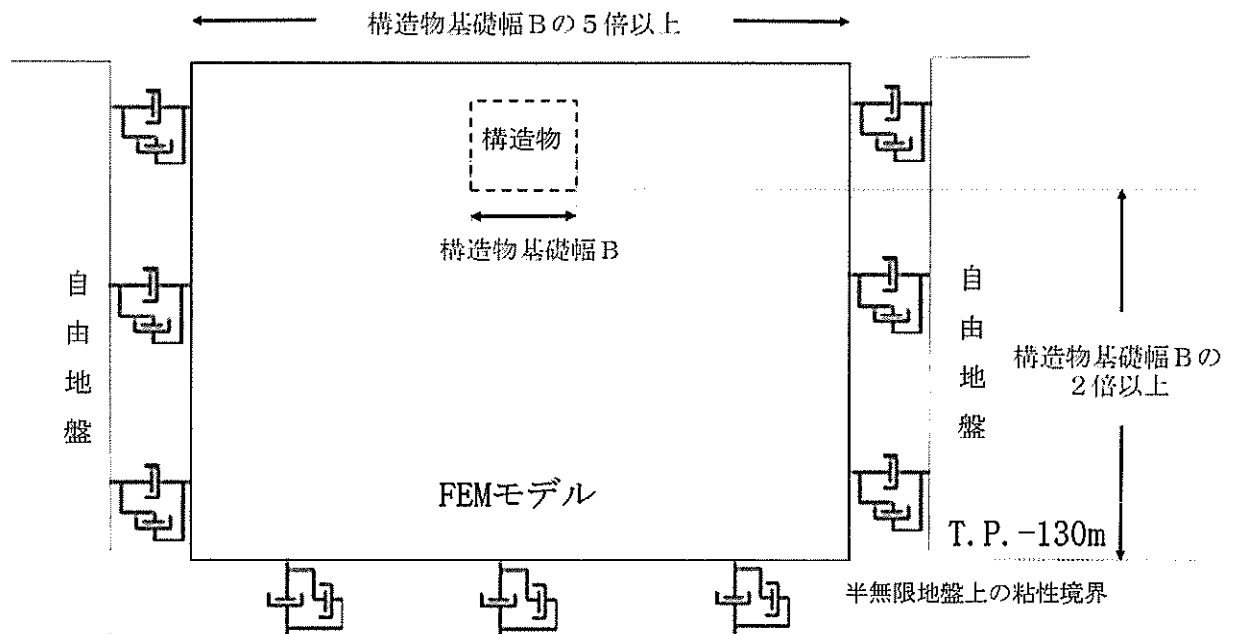 構造物基礎幅Bの5倍以上
構造物
構造物基礎幅B
自由地盤
自由地盤
構造物基礎幅Bの
2倍以上
FEMモデル
T.P.-130m
半無限地盤上の粘性境界